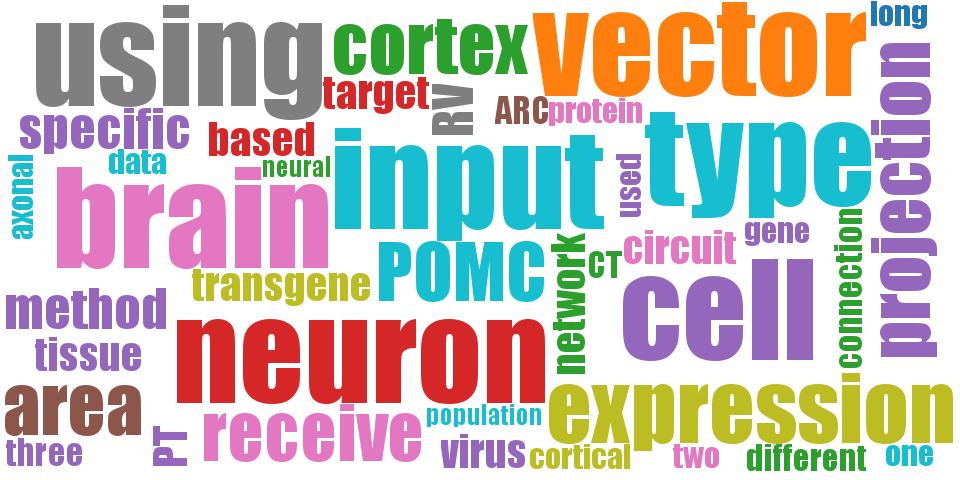 using
cortex
vector
long
target
RV
ARC
protein
projection
specific
based
input
type
data
neural
axonal
brain
used
gene
connection
circuit
POMC
network
CT
transgene
cell
method
neuron
tissue
area
receive
population
expression
three
PT
virus
cortical
two
different
one